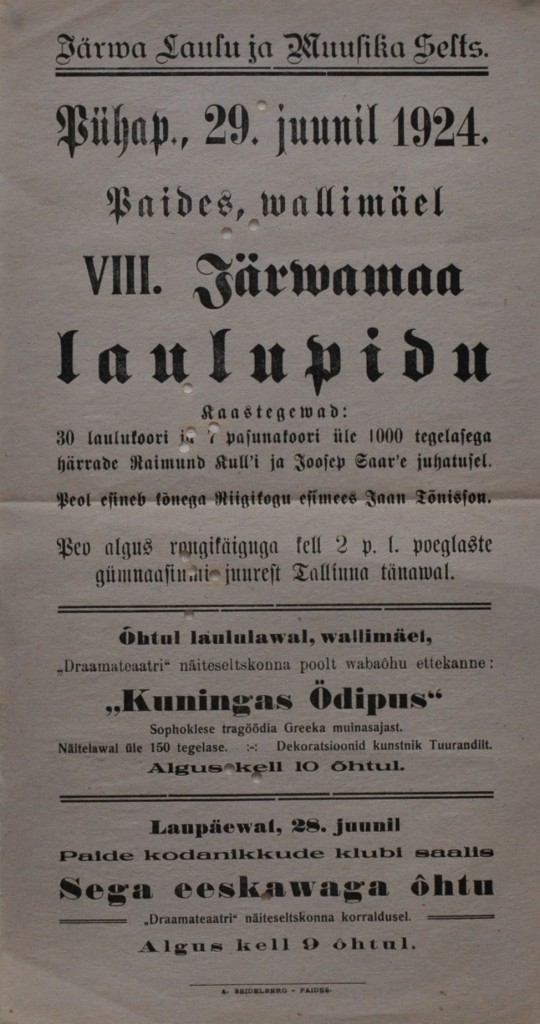 Järwa Laulu ja Muusika Selts.
Pühap., 29. juunil 1924.
Paides, wallimäel
VIII. Järwamaa
laulupidu
Kaastegewad:
30 laulukoori ja 7 pasunakoori üle 1000 tegelasega
härrade Raimund Kull'i ja Joosep Saar'e juhatusel.
Peol esineb kõnega Riigikogu esimees Jaan Tõnisson.
Peo algus rongikäiguga kell 2 p. l. poeglaste
gümnaasiumi juurest Tallinna tänawal.
Õhtul laululawal, wallimäel,
„Draamateaatri“ näiteseltskonna poolt wabaõhu ettekanne:
„Kuningas Ödipus“
Sophoklese tragöödia Greeka muinasajast.
Näitelawal üle 150 tegelase. :-: Dekoratsioonid kunstnik Tuurandilt.
Algus kell 10 õhtul.
Laupäewal, 28. juunil
Paide kodanikkude klubi saalis
Sega eeskawaga õhtu
„Draamateaatri“ näiteseltskonna korraldusel.
Algus kell 9 õhtul.
A. SEIDELBERG - PAIDES.